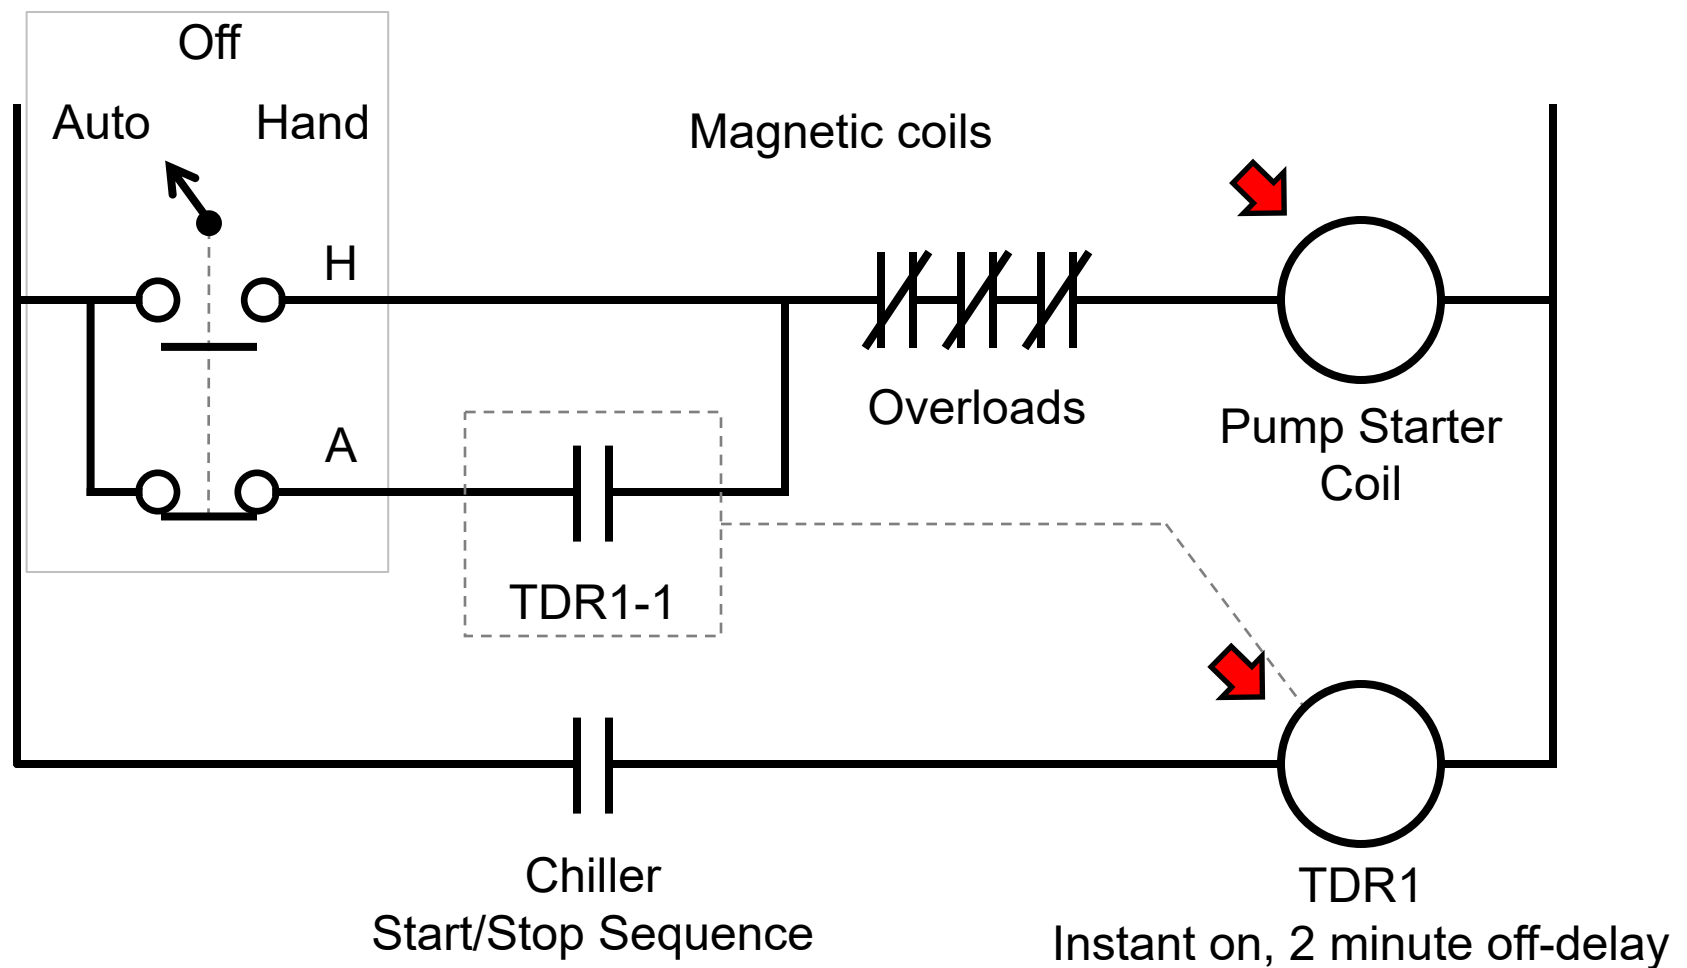 Off
Auto
Hand
Magnetic coils
H
Overloads
Pump Starter
Coil
A
TDR1-1
Chiller
Start/Stop Sequence
TDR1
Instant on, 2 minute off-delay